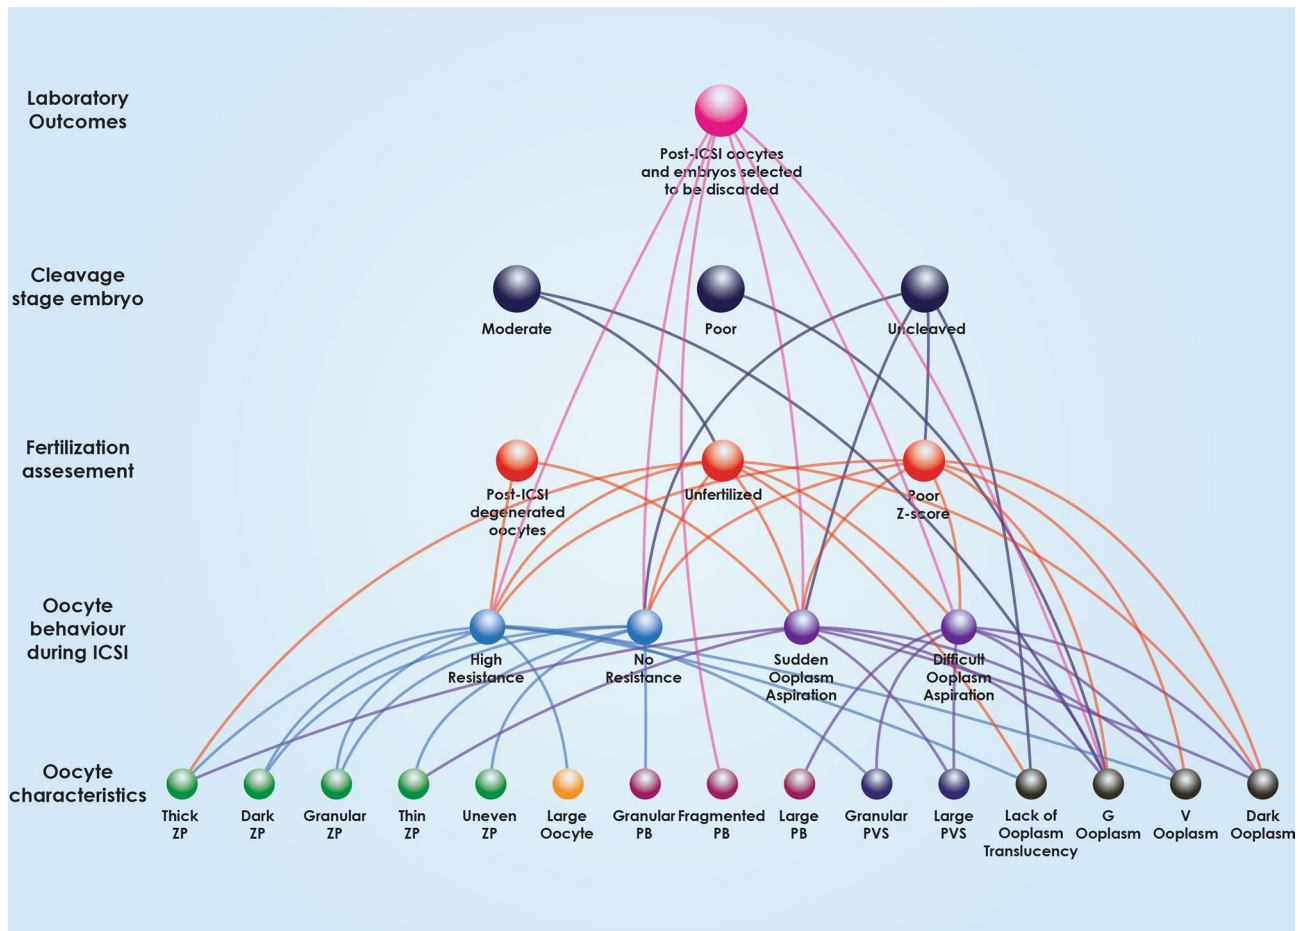 Laboratory
Outcomes
Post-ICSI oocytes
and embryos selected
to be discarded
Cleavage
stage embryo
Moderate
Poor
Uncleaved
Fertilization
assesement
Post-ICSI
degenerated
oocytes
Unfertilized
Poor
Z-score
Oocyte
behaviour
during ICSI
High
Resistance
No
Resistance
Sudden
Ooplasm
Aspiration
Difficult
Ooplasm
Aspiration
Oocyte
characteristics
Thick
ZP
Dark
ZP
Granular
ZP
Thin
ZP
Uneven
ZP
Large
Oocyte
Granular
PB
Fragmented
PB
Large
PB
Granular
PVS
Large
PVS
Lack of
Ooplasm
Translucency
G
Ooplasm
V
Ooplasm
Dark
Ooplasm